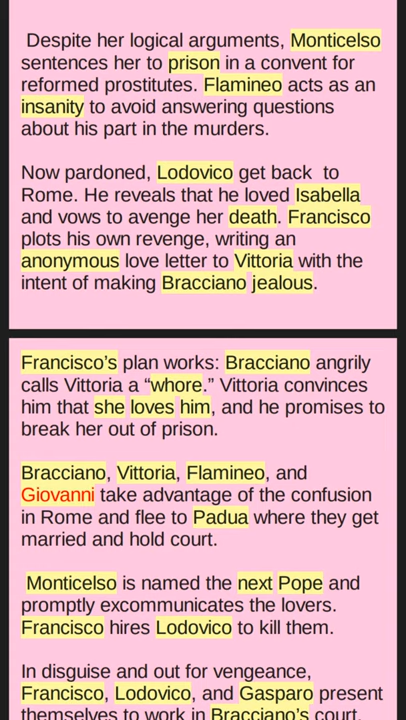 Despite her logical arguments, Monticelso
sentences her to prison in a convent for
reformed prostitutes. Flamineo acts as an
insanity to avoid answering questions
about his part in the murders.
Now pardoned, Lodovico get back  to
Rome. He reveals that he loved Isabella
and vows to avenge her death. Francisco
plots his own revenge, writing an
anonymous love letter to Vittoria with the
intent of making Bracciano jealous.
Francisco’s plan works: Bracciano angrily
calls Vittoria a “whore.” Vittoria convinces
him that she loves him, and he promises to
break her out of prison.
Bracciano, Vittoria, Flamineo, and
Giovanni take advantage of the confusion
in Rome and flee to Padua where they get
married and hold court.
Monticelso is named the next Pope and
promptly excommunicates the lovers.
Francisco hires Lodovico to kill them.
In disguise and out for vengeance,
Francisco, Lodovico, and Gasparo present
themselves to work in Bracciano’s court.